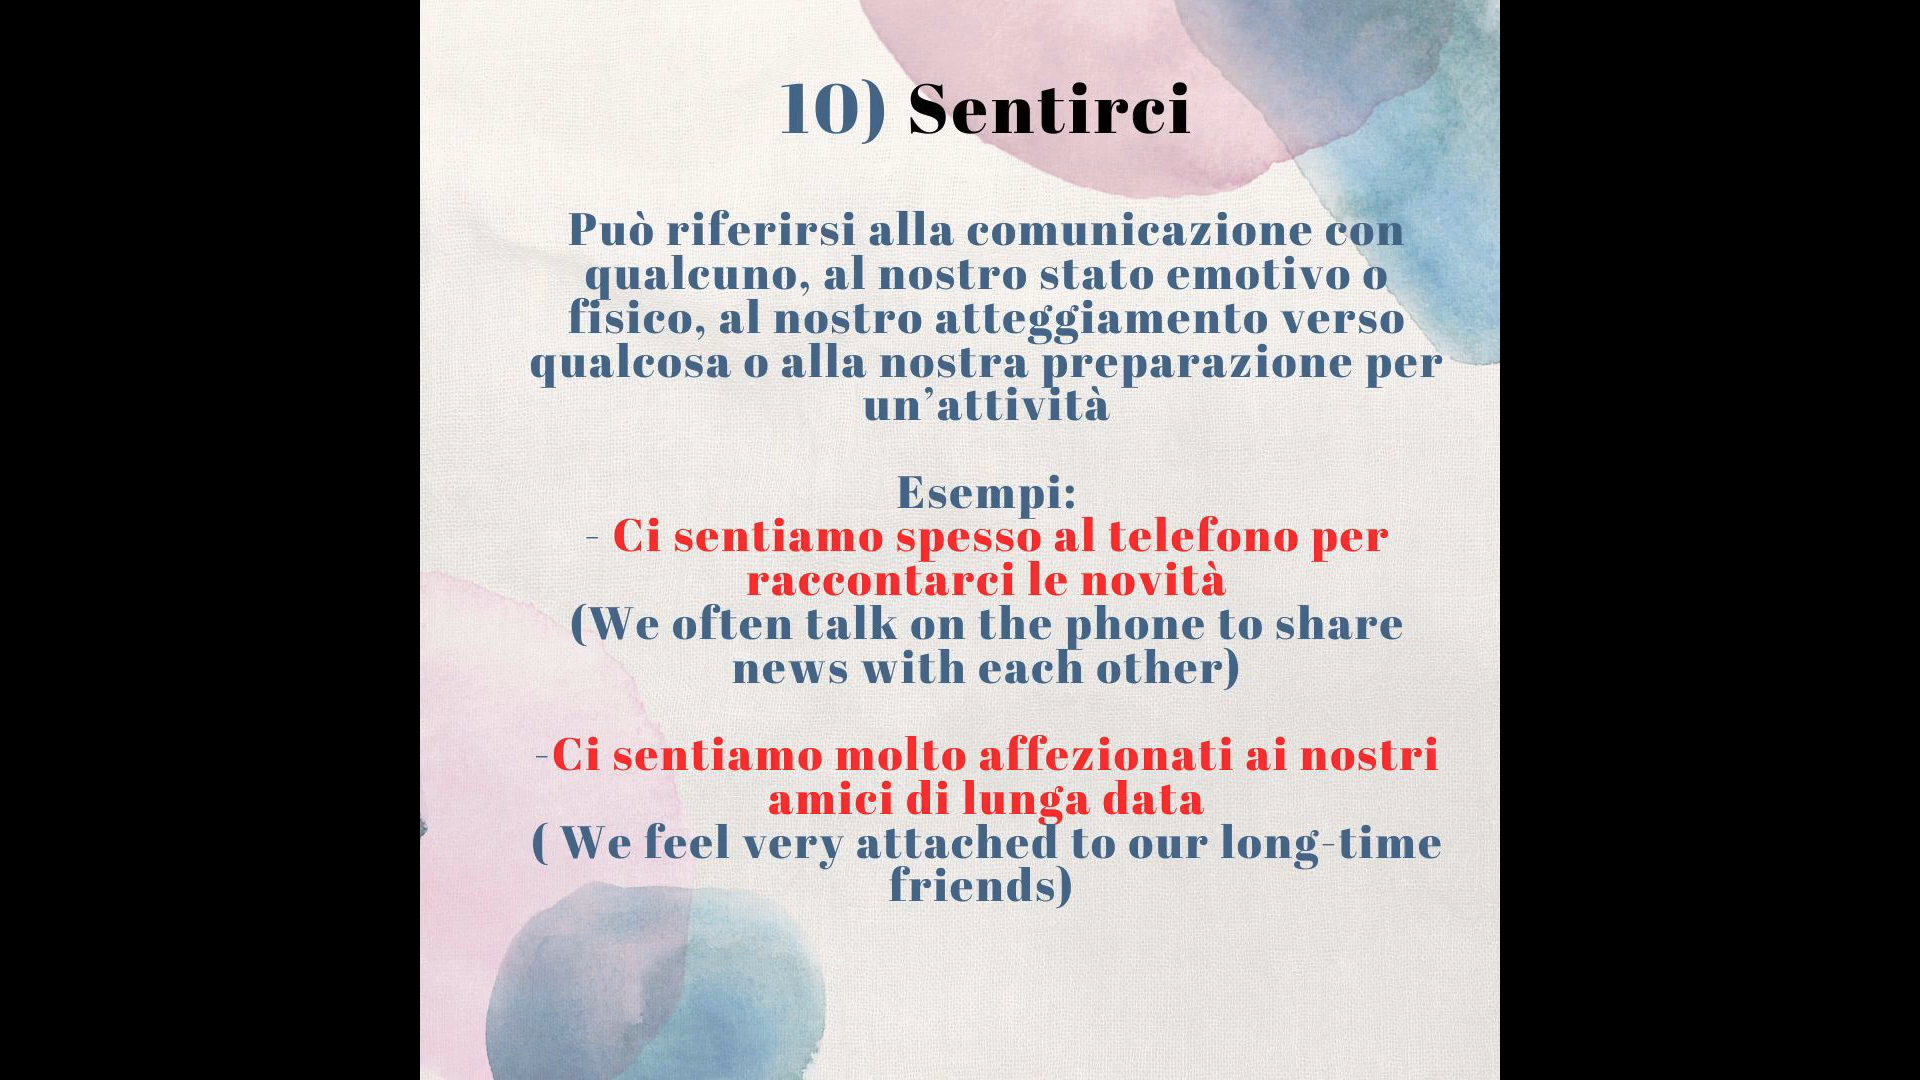 10) Sentirci
Può riferirsi alla comunicazione con
qualcuno, al nostro stato emotivo o
fisico, al nostro atteggiamento verso
qualcosa o alla nostra preparazione per
un’attività
Esempi:
- Ci sentiamo spesso al telefono per
raccontarci le novità
(We often talk on the phone to share
news with each other)
-Ci sentiamo molto affezionati ai nostri
amici di lunga data
( We feel very attached to our long-time
friends)